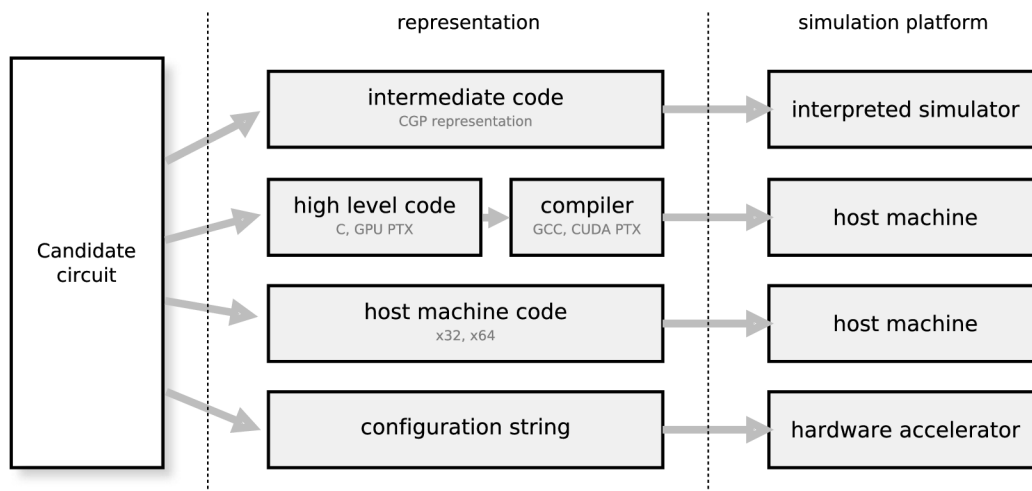 representation
simulation platform
Candidate
circuit
intermediate code
CGP representation
interpreted simulator
high level code
C, GPU PTX
compiler
GCC, CUDA PTX
host machine
host machine code
x32, x64
host machine
configuration string
hardware accelerator